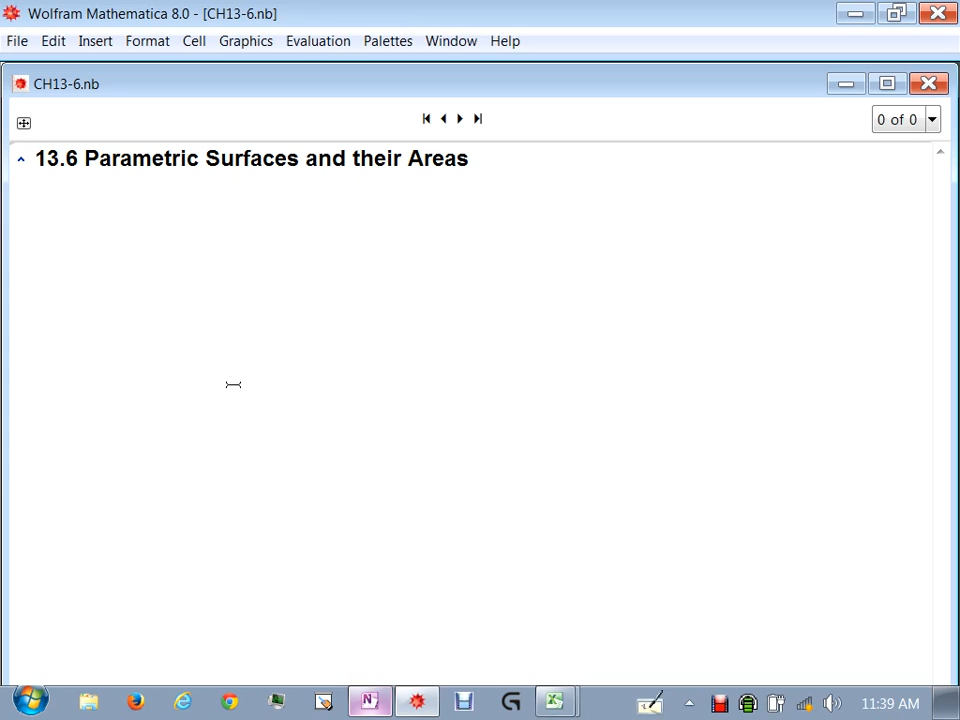 Wolfram Mathematica 8.0 - [CH13-6.nb]
File Edit Insert Format Cell Graphics Evaluation Palettes Window Help
CH13-6.nb
0 of 0
13.6 Parametric Surfaces and their Areas
11:39 AM